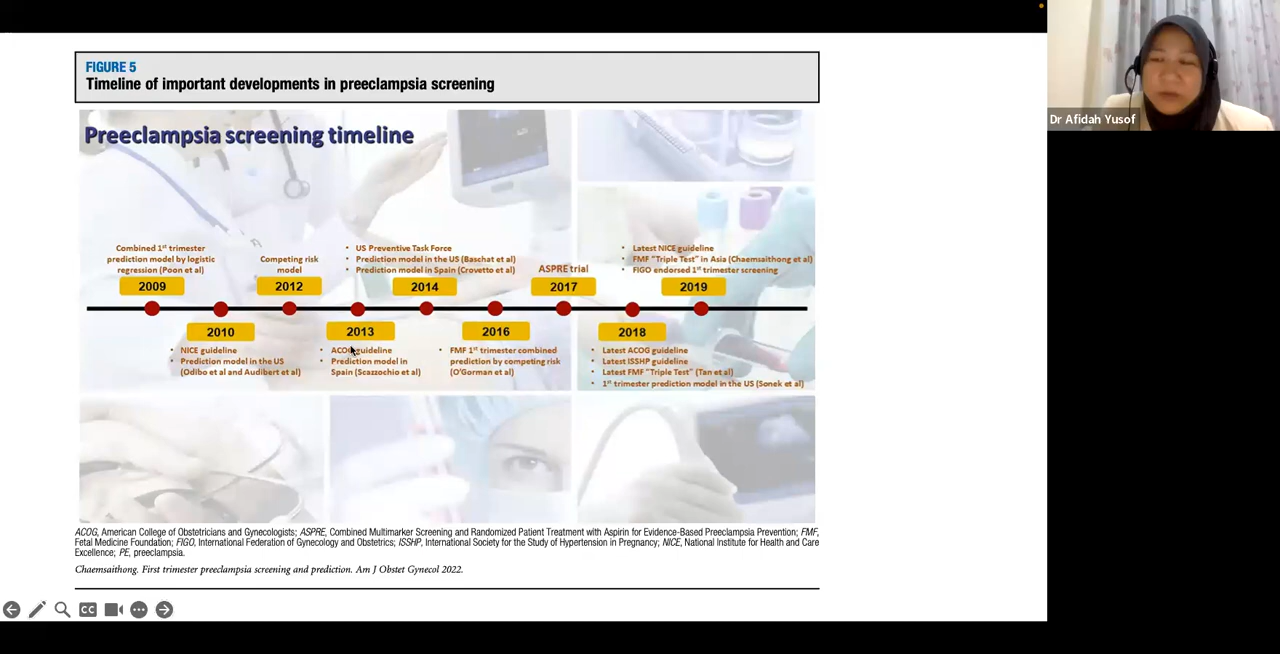 FIGURE 5
Timeline of important developments in preeclampsia screening
Preeclampsia screening timeline
Combined 1st trimester
prediction model by logistic
regression (Poon et al)
2009
Competing risk
model
2012
• US Preventive Task Force
• Prediction model in the US (Baschat et al)
• Prediction model in Spain (Crovetto et al)
2014
ASPRE trial
2017
• Latest NICE guideline
• FMF "Triple Test" in Asia (Chaemsaithong et al)
• FIGO endorsed 1st trimester screening
2019
2010
• NICE guideline
• Prediction model in the US
(Odibo et al and Audibert et al)
2013
• ACOG guideline
• Prediction model in
Spain (Scazzochio et al)
2016
• FMF 1st trimester combined
prediction by competing risk
(O'Gorman et al)
2018
• Latest ACOG guideline
• Latest ISSHP guideline
• Latest FMF "Triple Test" (Tan et al)
• 1st trimester prediction model in the US (Sonek et al)
ACOG, American College of Obstetricians and Gynecologists; ASPRE, Combined Multimarker Screening and Randomized Patient Treatment with Aspirin for Evidence-Based Preeclampsia Prevention; FMF,
Fetal Medicine Foundation; FIGO, International Federation of Gynecology and Obstetrics; ISSHP, International Society for the Study of Hypertension in Pregnancy; NICE, National Institute for Health and Care
Excellence; PE, preeclampsia.
Chaemsaithong. First trimester preeclampsia screening and prediction. Am J Obstet Gynecol 2022.
CC
Dr Afidah Yusof